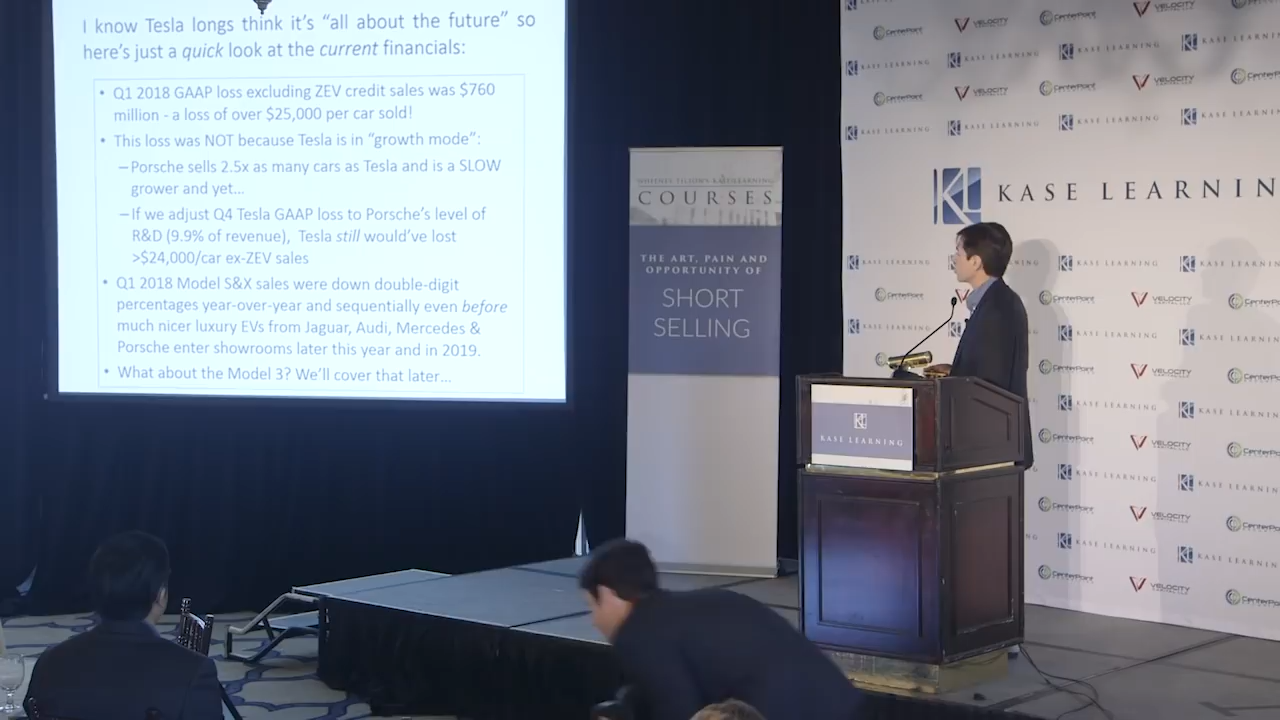 I know Tesla longs think it's "all about the future" so
here's just a quick look at the current financials:
• Q1 2018 GAAP loss excluding ZEV credit sales was $760
million - a loss of over $25,000 per car sold!
• This loss was NOT because Tesla is in "growth mode":
–Porsche sells 2.5x as many cars as Tesla and is a SLOW
grower and yet...
–If we adjust Q4 Tesla GAAP loss to Porsche's level of
R&D (9.9% of revenue), Tesla still would've lost
>$24,000/car ex-ZEV sales
• Q1 2018 Model S&X sales were down double-digit
percentages year-over-year and sequentially even before
much nicer luxury EVs from Jaguar, Audi, Mercedes &
Porsche enter showrooms later this year and in 2019.
• What about the Model 3? We'll cover that later...
COURSES
THE ART, PAIN AND
OPPORTUNITY OF
SHORT
SELLING
KASE LEARNIN
KASE LEARNING
CenterPoint
VELOCITY
KASE LEARNING